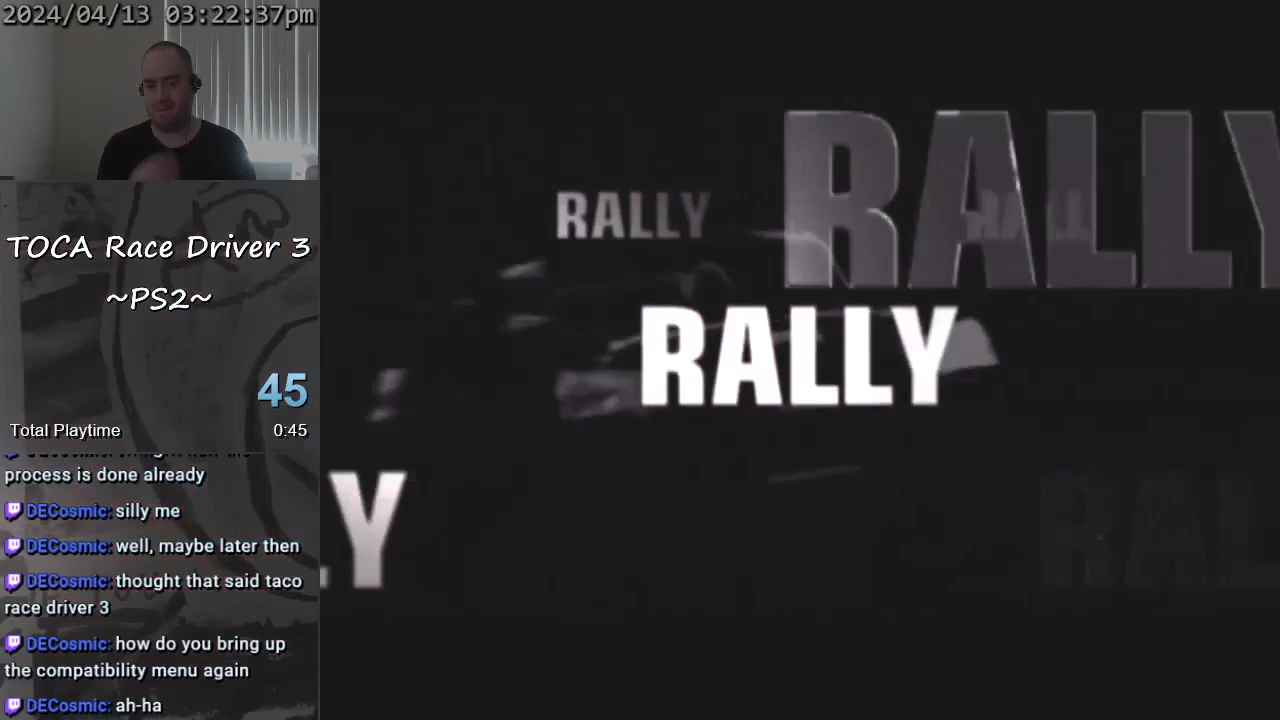 2024/04/13 03:22:37pm
RALLY
RALLY
RALL
RALLY
Y
RAL
TOCA Race Driver 3
~PS2~
45
Total Playtime 0:45
process is done already
DECosmic: silly me
DECosmic: well, maybe later then
DECosmic: thought that said taco
race driver 3
DECosmic: how do you bring up
the compatibility menu again
DECosmic: ah-ha